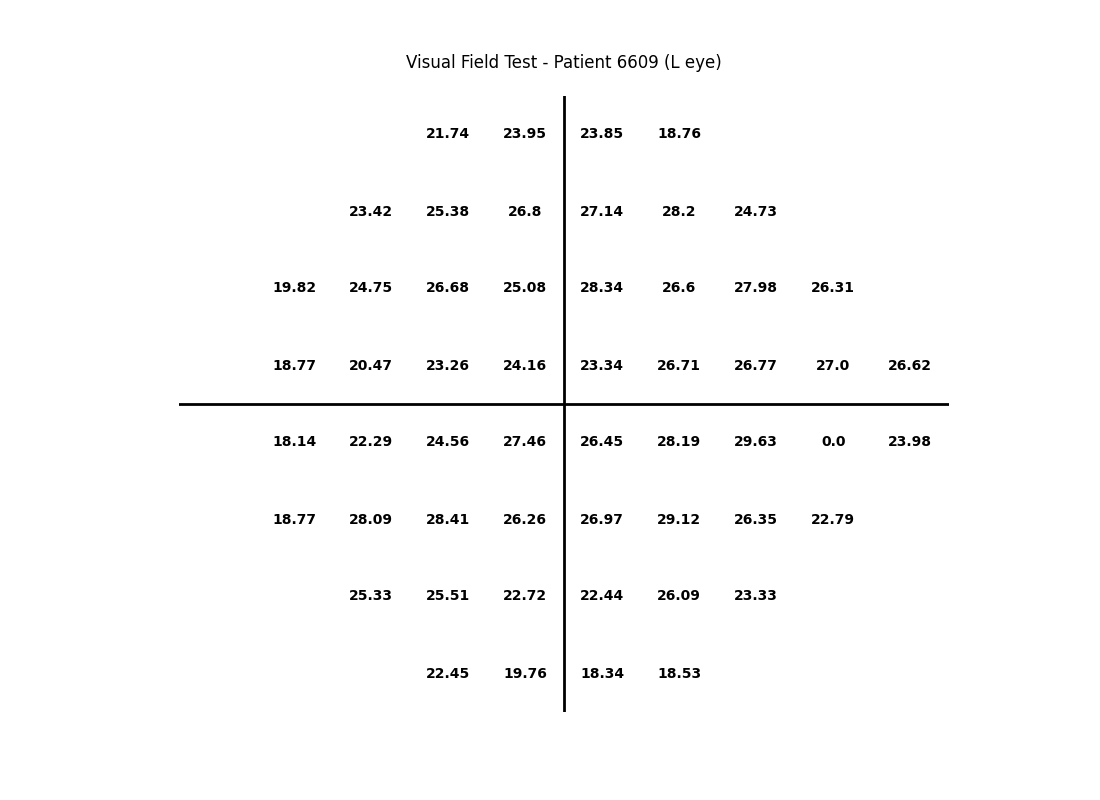 Visual Field Test - Patient 6609 (L eye)
21.74 23.95 23.85 18.76
23.42 25.38 26.8 27.14 28.2 24.73
19.82 24.75 26.68 25.08 28.34 26.6 27.98 26.31
18.77 20.47 23.26 24.16 23.34 26.71 26.77 27.0 26.62
18.14 22.29 24.56 27.46 26.45 28.19 29.63 0.0 23.98
18.77 28.09 28.41 26.26 26.97 29.12 26.35 22.79
25.33 25.51 22.72 22.44 26.09 23.33
22.45 19.76 18.34 18.53